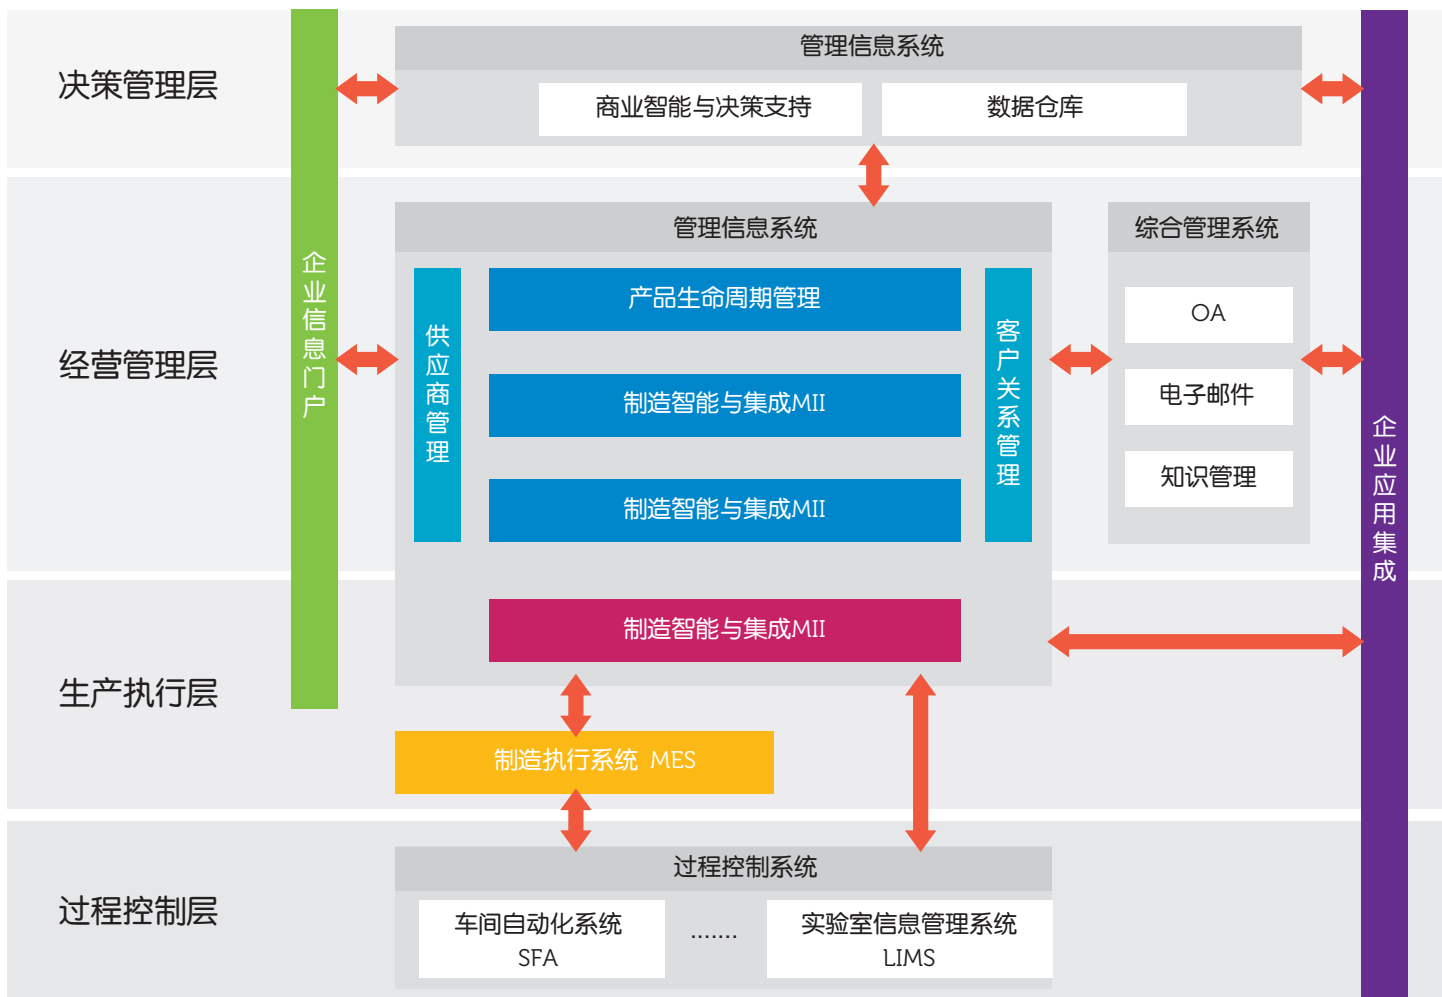 决策管理层
管理信息系统
商业智能与决策支持
数据仓库
企业信息门户
经营管理层
管理信息系统
供应商管理
产品生命周期管理
制造智能与集成MII
制造智能与集成MII
客户关系管理
综合管理系统
OA
电子邮件
知识管理
企业应用集成
生产执行层
制造智能与集成MII
制造执行系统 MES
过程控制层
过程控制系统
车间自动化系统
SFA
.......
实验室信息管理系统
LIMS